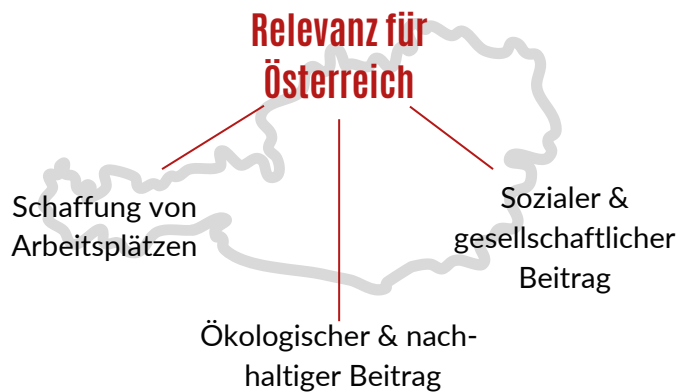 Relevanz für
Österreich
Schaffung von
Arbeitsplätzen
Sozialer &
gesellschaftlicher
Beitrag
Ökologischer & nach-
haltiger Beitrag